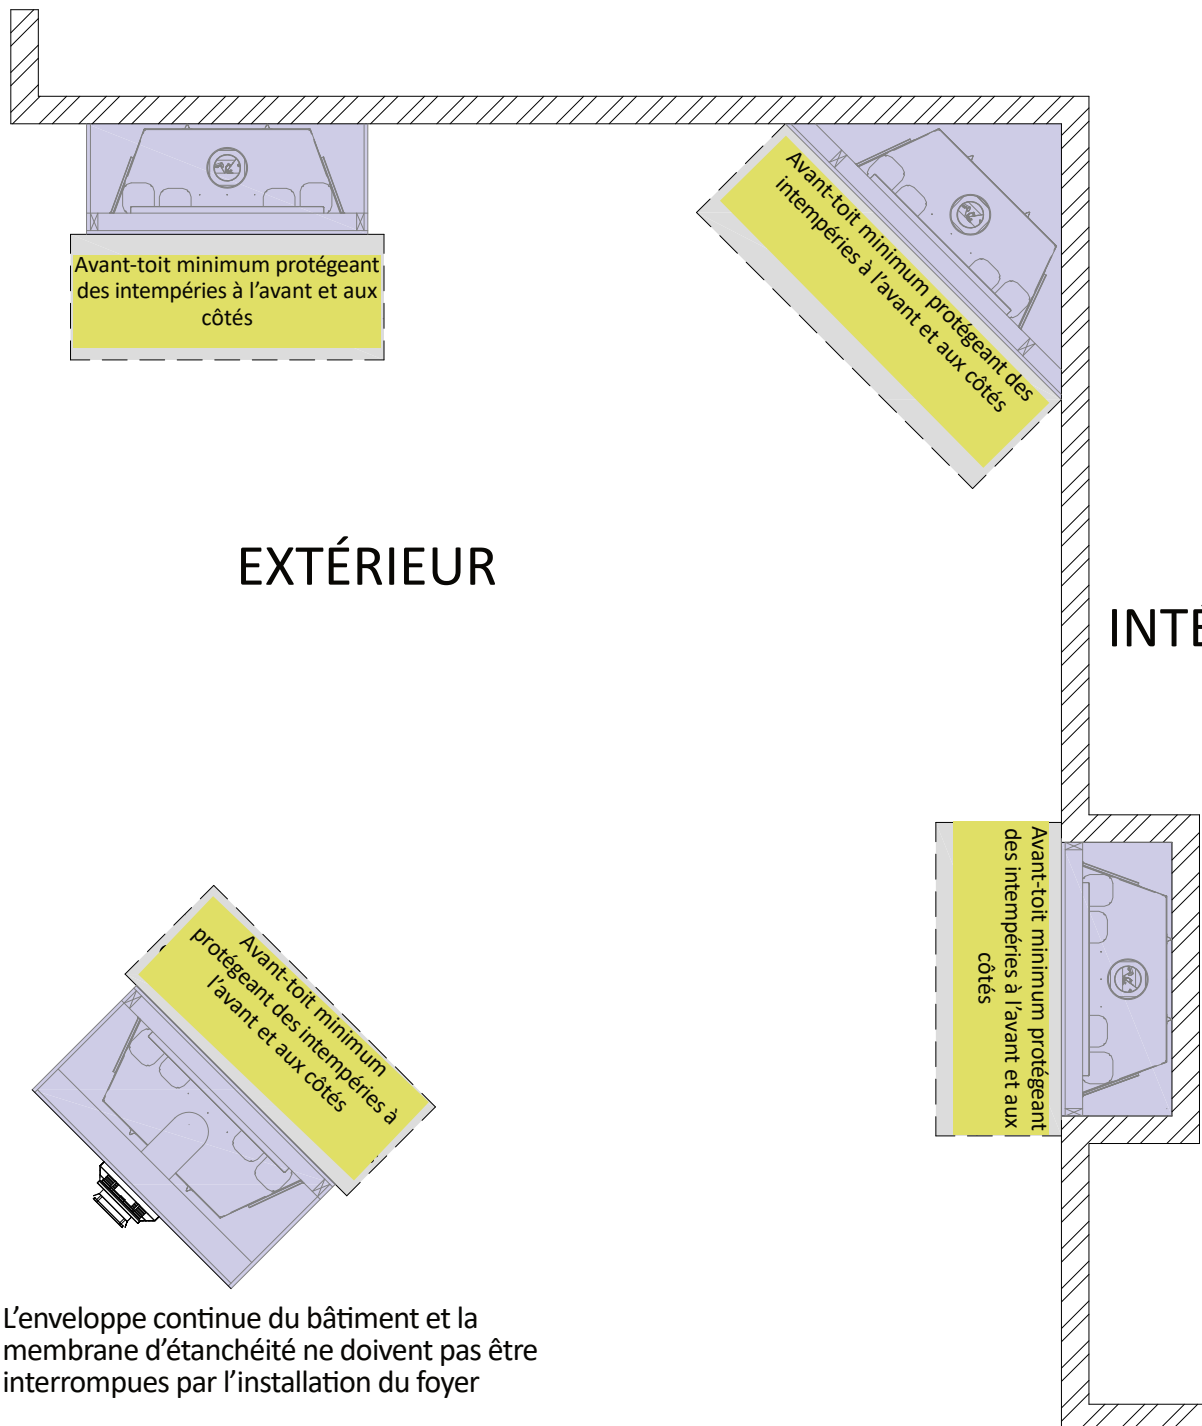 Avant-toit minimum protégeant
des intempéries à l'avant et aux
côtés
Avant-toit minimum protégeant des
intempéries à l'avant et aux côtés
EXTÉRIEUR
INTÉ
Avant-toit minimum protégeant
des intempéries à l'avant et aux
côtés
Avant-toit minimum
protégeant des intempéries à
l'avant et aux côtés
L'enveloppe continue du bâtiment et la
membrane d'étanchéité ne doivent pas être
interrompues par l'installation du foyer